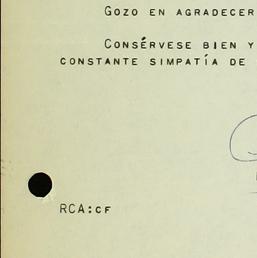 GOZO EN AGRADECER
CONSÉRVESE BIEN Y
CONSTANTE SIMPATÍA DE
RCA:CF